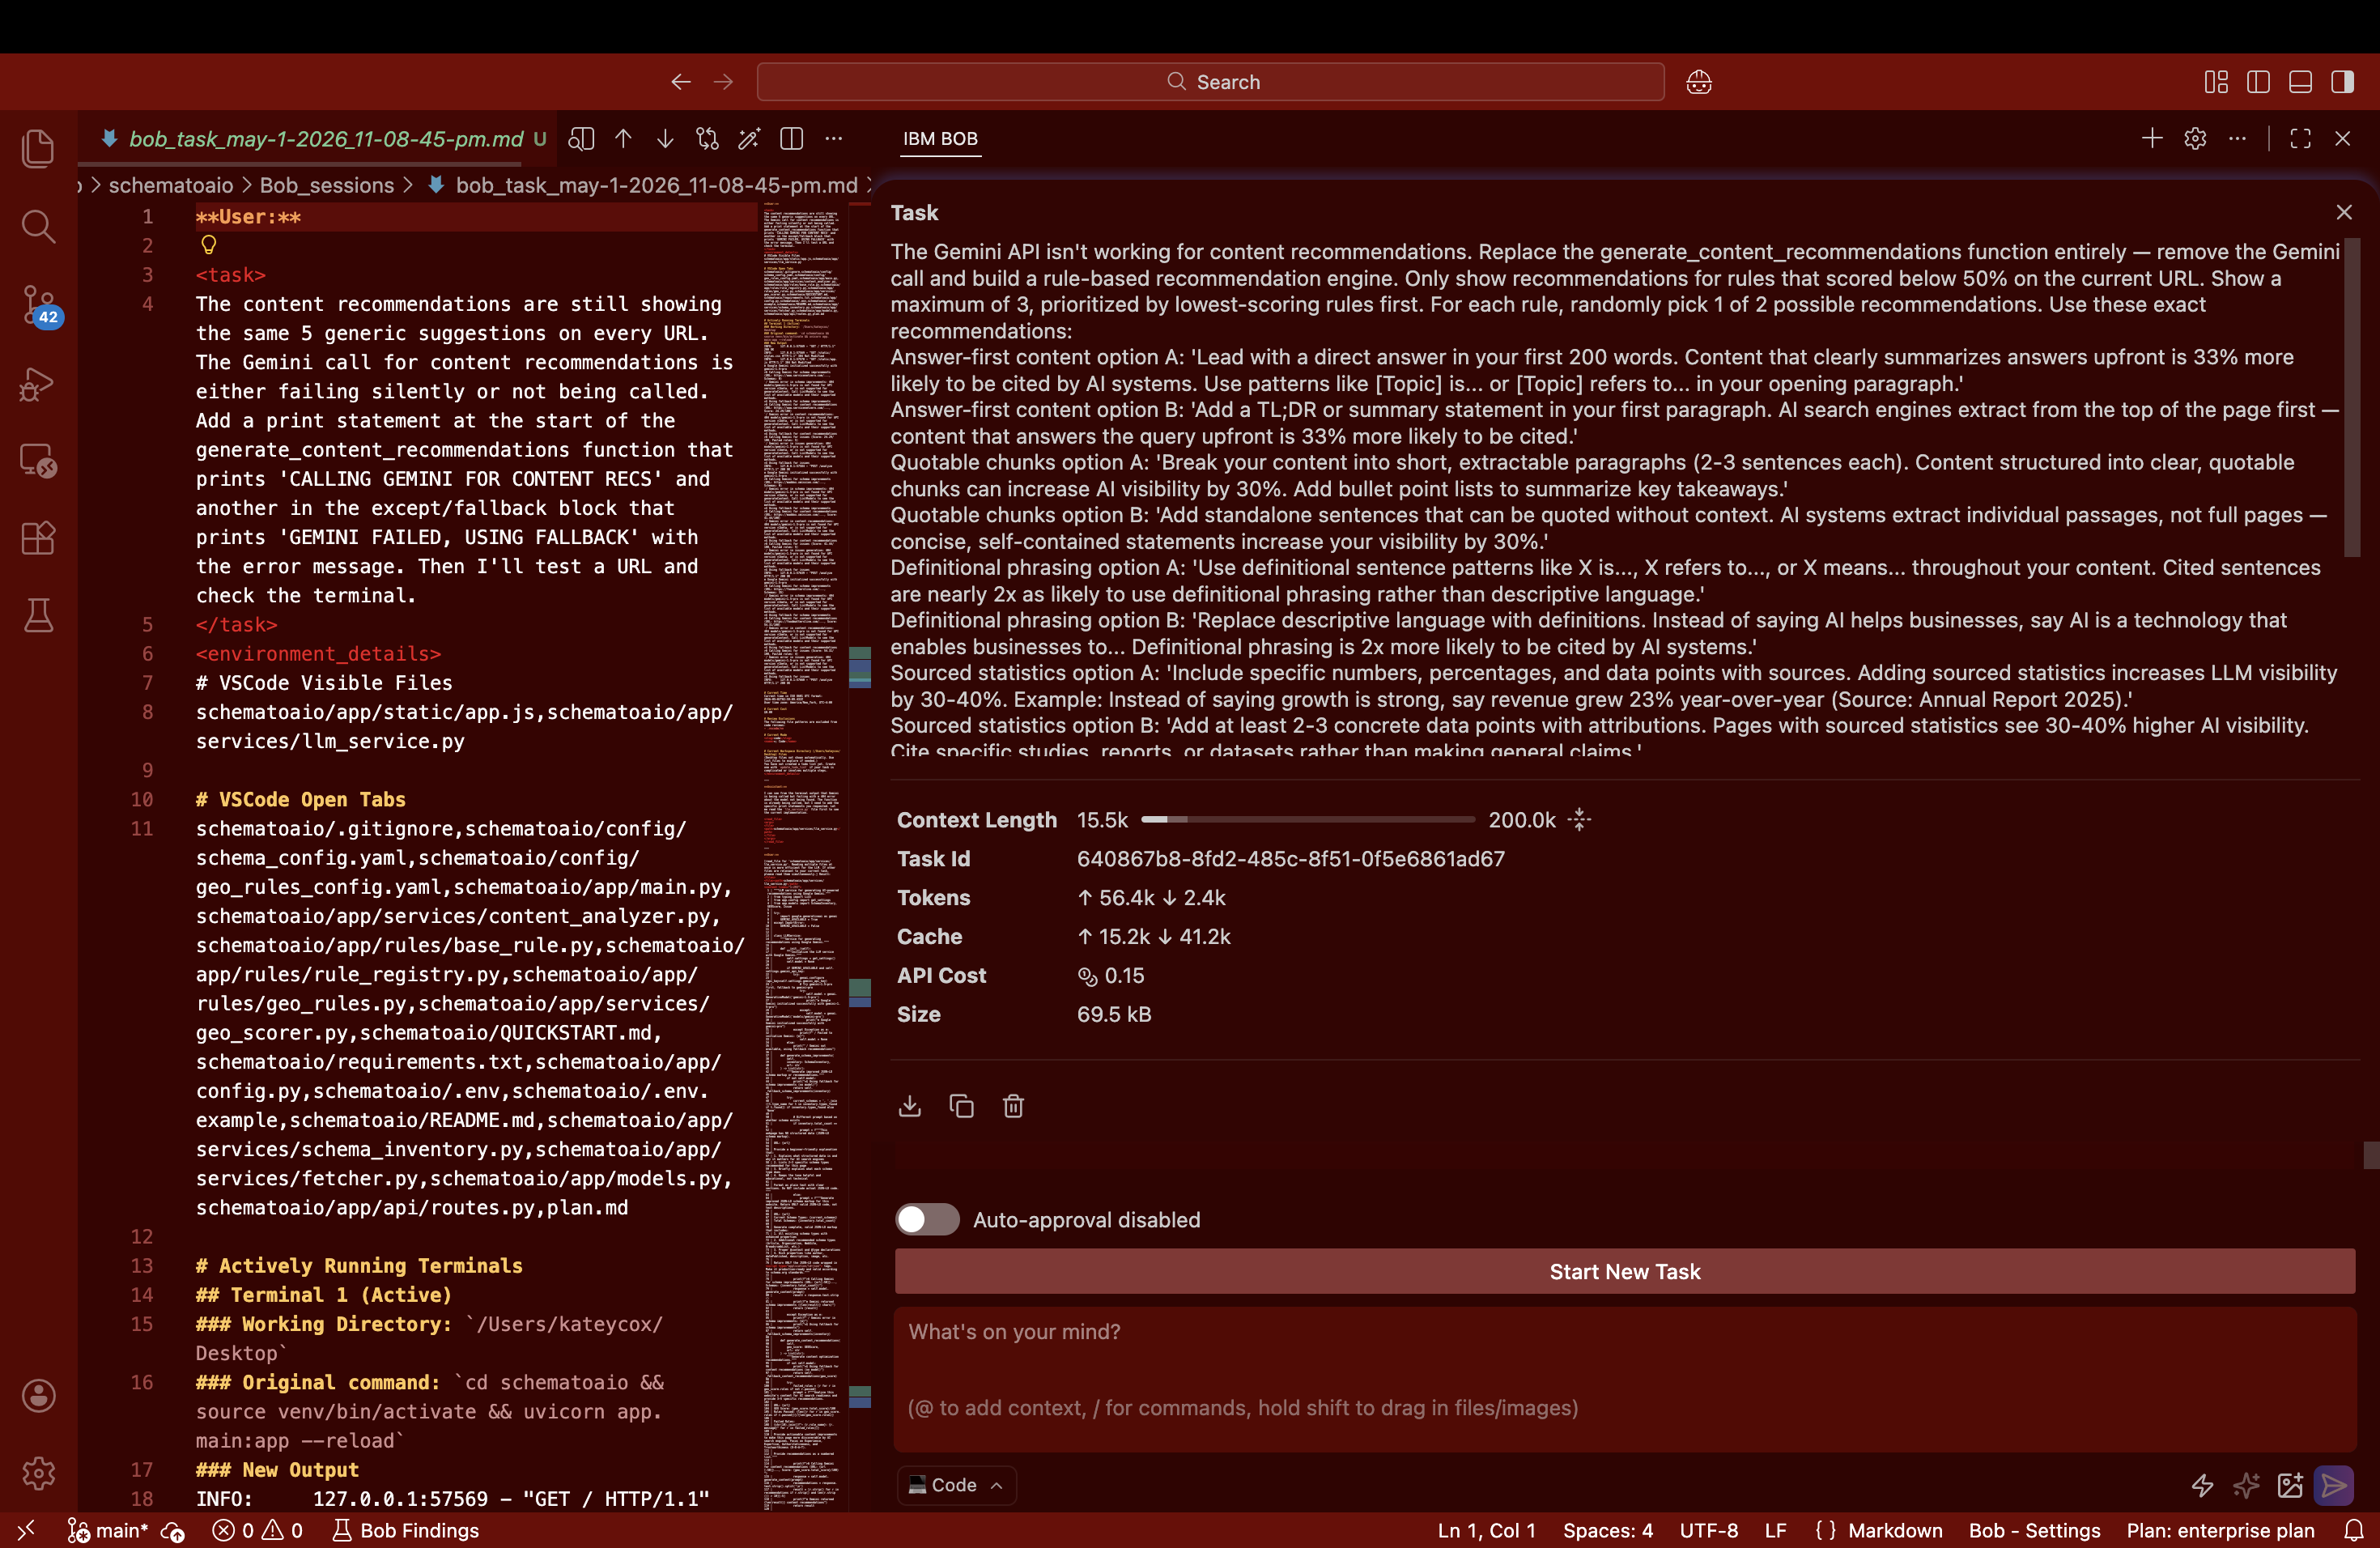 Search
bob_task_may-1-2026_11-08-45-pm.md U
IBM BOB
schematoaio > Bob_sessions > bob_task_may-1-2026_11-08-45-pm.md
42
1 **User:**
2
3 <task>
4 The content recommendations are still showing
the same 5 generic suggestions on every URL.
The Gemini call for content recommendations is
either failing silently or not being called.
Add a print statement at the start of the
generate_content_recommendations function that
prints 'CALLING GEMINI FOR CONTENT RECS' and
another in the except/fallback block that
prints 'GEMINI FAILED, USING FALLBACK' with
the error message. Then I'll test a URL and
check the terminal.
5 </task>
6 <environment_details>
7 # VSCode Visible Files
8 schematoaio/app/static/app.js,schematoaio/app/
services/llm_service.py
9
10 # VSCode Open Tabs
11 schematoaio/.gitignore,schematoaio/config/
schema_config.yaml,schematoaio/config/
geo_rules_config.yaml,schematoaio/app/main.py,
schematoaio/app/services/content_analyzer.py,
schematoaio/app/rules/base_rule.py,schematoaio/
app/rules/rule_registry.py,schematoaio/app/
rules/geo_rules.py,schematoaio/app/services/
geo_scorer.py,schematoaio/QUICKSTART.md,
schematoaio/requirements.txt,schematoaio/app/
config.py,schematoaio/.env,schematoaio/.env.
example,schematoaio/README.md,schematoaio/app/
services/schema_inventory.py,schematoaio/app/
services/fetcher.py,schematoaio/app/models.py,
schematoaio/app/api/routes.py,plan.md
12
13 # Actively Running Terminals
14 ## Terminal 1 (Active)
15 ### Working Directory: `/Users/kateycox/
Desktop`
16 ### Original command: `cd schematoaio &&
source venv/bin/activate && uvicorn app.
main:app --reload`
17 ### New Output
18 INFO: 127.0.0.1:57569 - "GET / HTTP/1.1"
Task
The Gemini API isn't working for content recommendations. Replace the generate_content_recommendations function entirely — remove the Gemini
call and build a rule-based recommendation engine. Only show recommendations for rules that scored below 50% on the current URL. Show a
maximum of 3, prioritized by lowest-scoring rules first. For each rule, randomly pick 1 of 2 possible recommendations. Use these exact
recommendations:
Answer-first content option A: 'Lead with a direct answer in your first 200 words. Content that clearly summarizes answers upfront is 33% more
likely to be cited by AI systems. Use patterns like [Topic] is... or [Topic] refers to... in your opening paragraph.'
Answer-first content option B: 'Add a TL;DR or summary statement in your first paragraph. AI search engines extract from the top of the page first —
content that answers the query upfront is 33% more likely to be cited.'
Quotable chunks option A: 'Break your content into short, extractable paragraphs (2-3 sentences each). Content structured into clear, quotable
chunks can increase AI visibility by 30%. Add bullet point lists to summarize key takeaways.'
Quotable chunks option B: 'Add standalone sentences that can be quoted without context. AI systems extract individual passages, not full pages —
concise, self-contained statements increase your visibility by 30%.'
Definitional phrasing option A: 'Use definitional sentence patterns like X is..., X refers to..., or X means... throughout your content. Cited sentences
are nearly 2x as likely to use definitional phrasing rather than descriptive language.'
Definitional phrasing option B: 'Replace descriptive language with definitions. Instead of saying AI helps businesses, say AI is a technology that
enables businesses to... Definitional phrasing is 2x more likely to be cited by AI systems.'
Sourced statistics option A: 'Include specific numbers, percentages, and data points with sources. Adding sourced statistics increases LLM visibility
by 30-40%. Example: Instead of saying growth is strong, say revenue grew 23% year-over-year (Source: Annual Report 2025).'
Sourced statistics option B: 'Add at least 2-3 concrete data points with attributions. Pages with sourced statistics see 30-40% higher AI visibility.
Cite specific studies, reports, or datasets rather than making general claims.'
Context Length 15.5k 200.0k
Task Id 640867b8-8fd2-485c-8f51-0f5e6861ad67
Tokens ↑ 56.4k ↓ 2.4k
Cache ↑ 15.2k ↓ 41.2k
API Cost 0.15
Size 69.5 kB
Auto-approval disabled
Start New Task
What's on your mind?
(@ to add context, / for commands, hold shift to drag in files/images)
Code
main* 0 0 Bob Findings Ln 1, Col 1 Spaces: 4 UTF-8 LF { } Markdown Bob - Settings Plan: enterprise plan